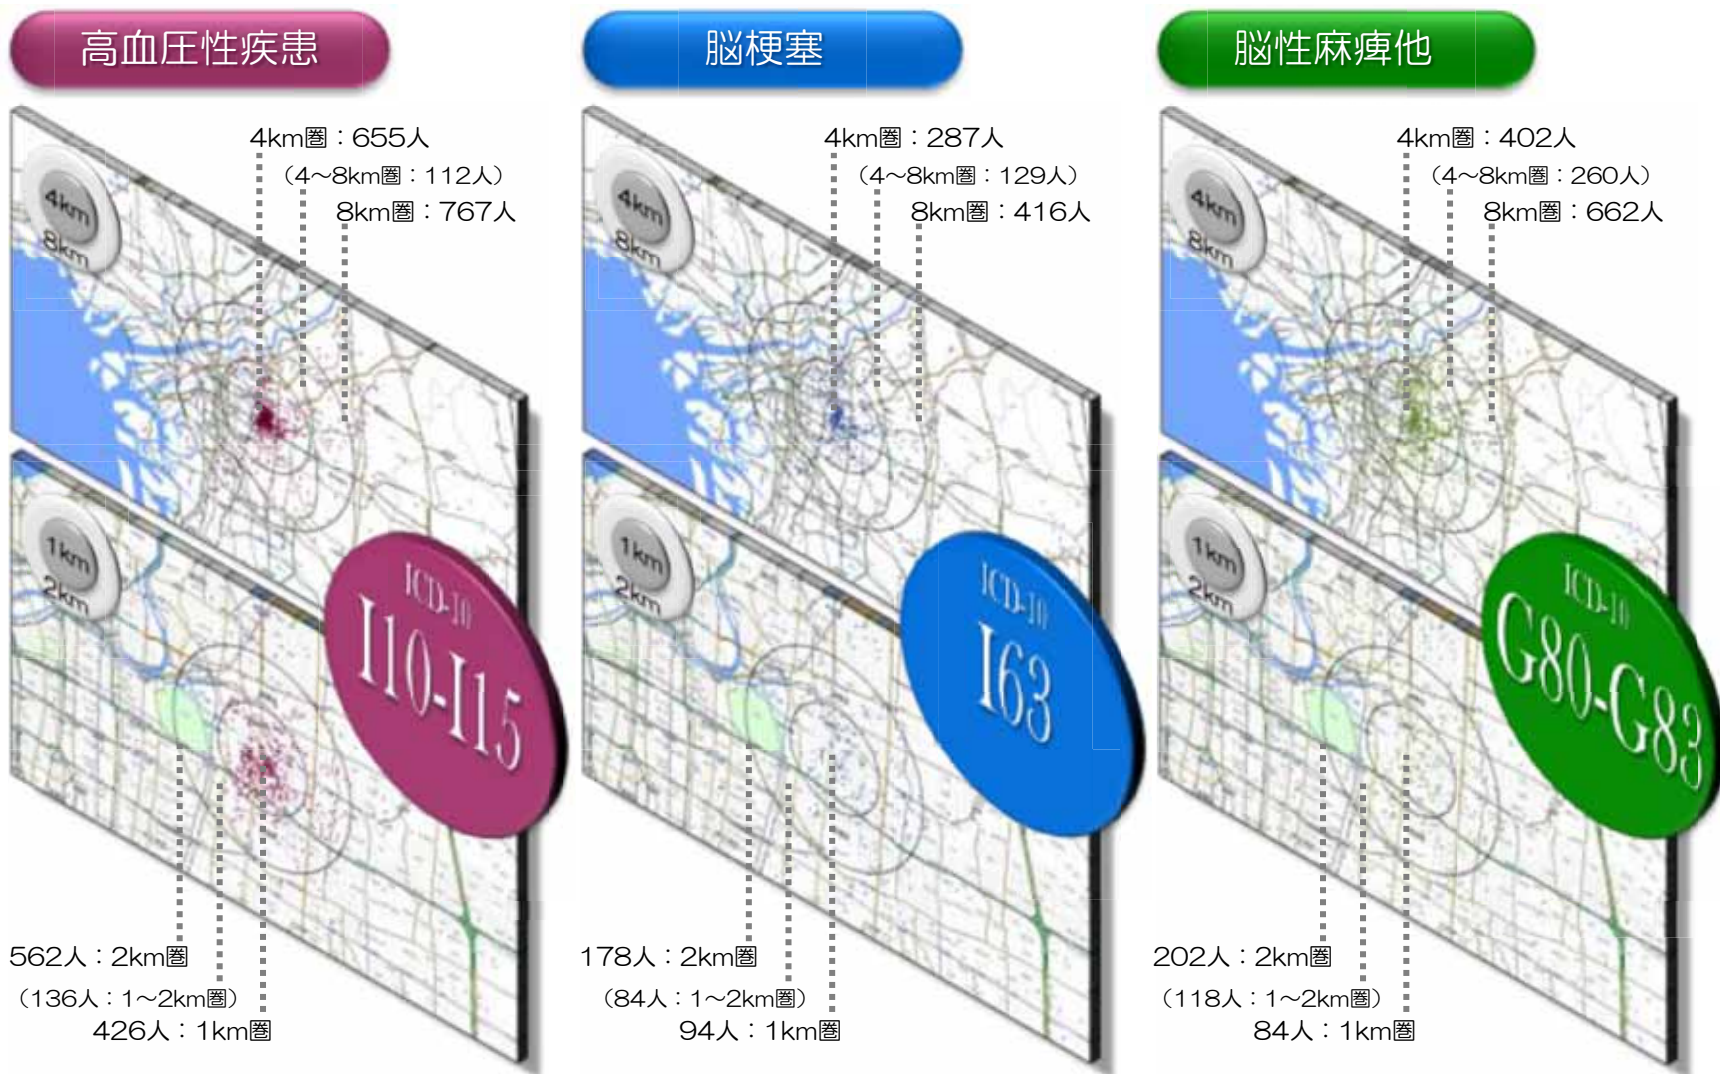 高血圧性疾患
4km圏：655人
（4～8km圏：112人）
8km圏：767人
4km
8km
1km
2km
ICD-10
I10-I15
562人：2km圏
（136人：1～2km圏）
426人：1km圏
脳梗塞
4km圏：287人
（4～8km圏：129人）
8km圏：416人
4km
8km
1km
2km
ICD-10
I63
178人：2km圏
（84人：1～2km圏）
94人：1km圏
脳性麻痺他
4km圏：402人
（4～8km圏：260人）
8km圏：662人
4km
8km
1km
2km
ICD-10
G80-G83
202人：2km圏
（118人：1～2km圏）
84人：1km圏